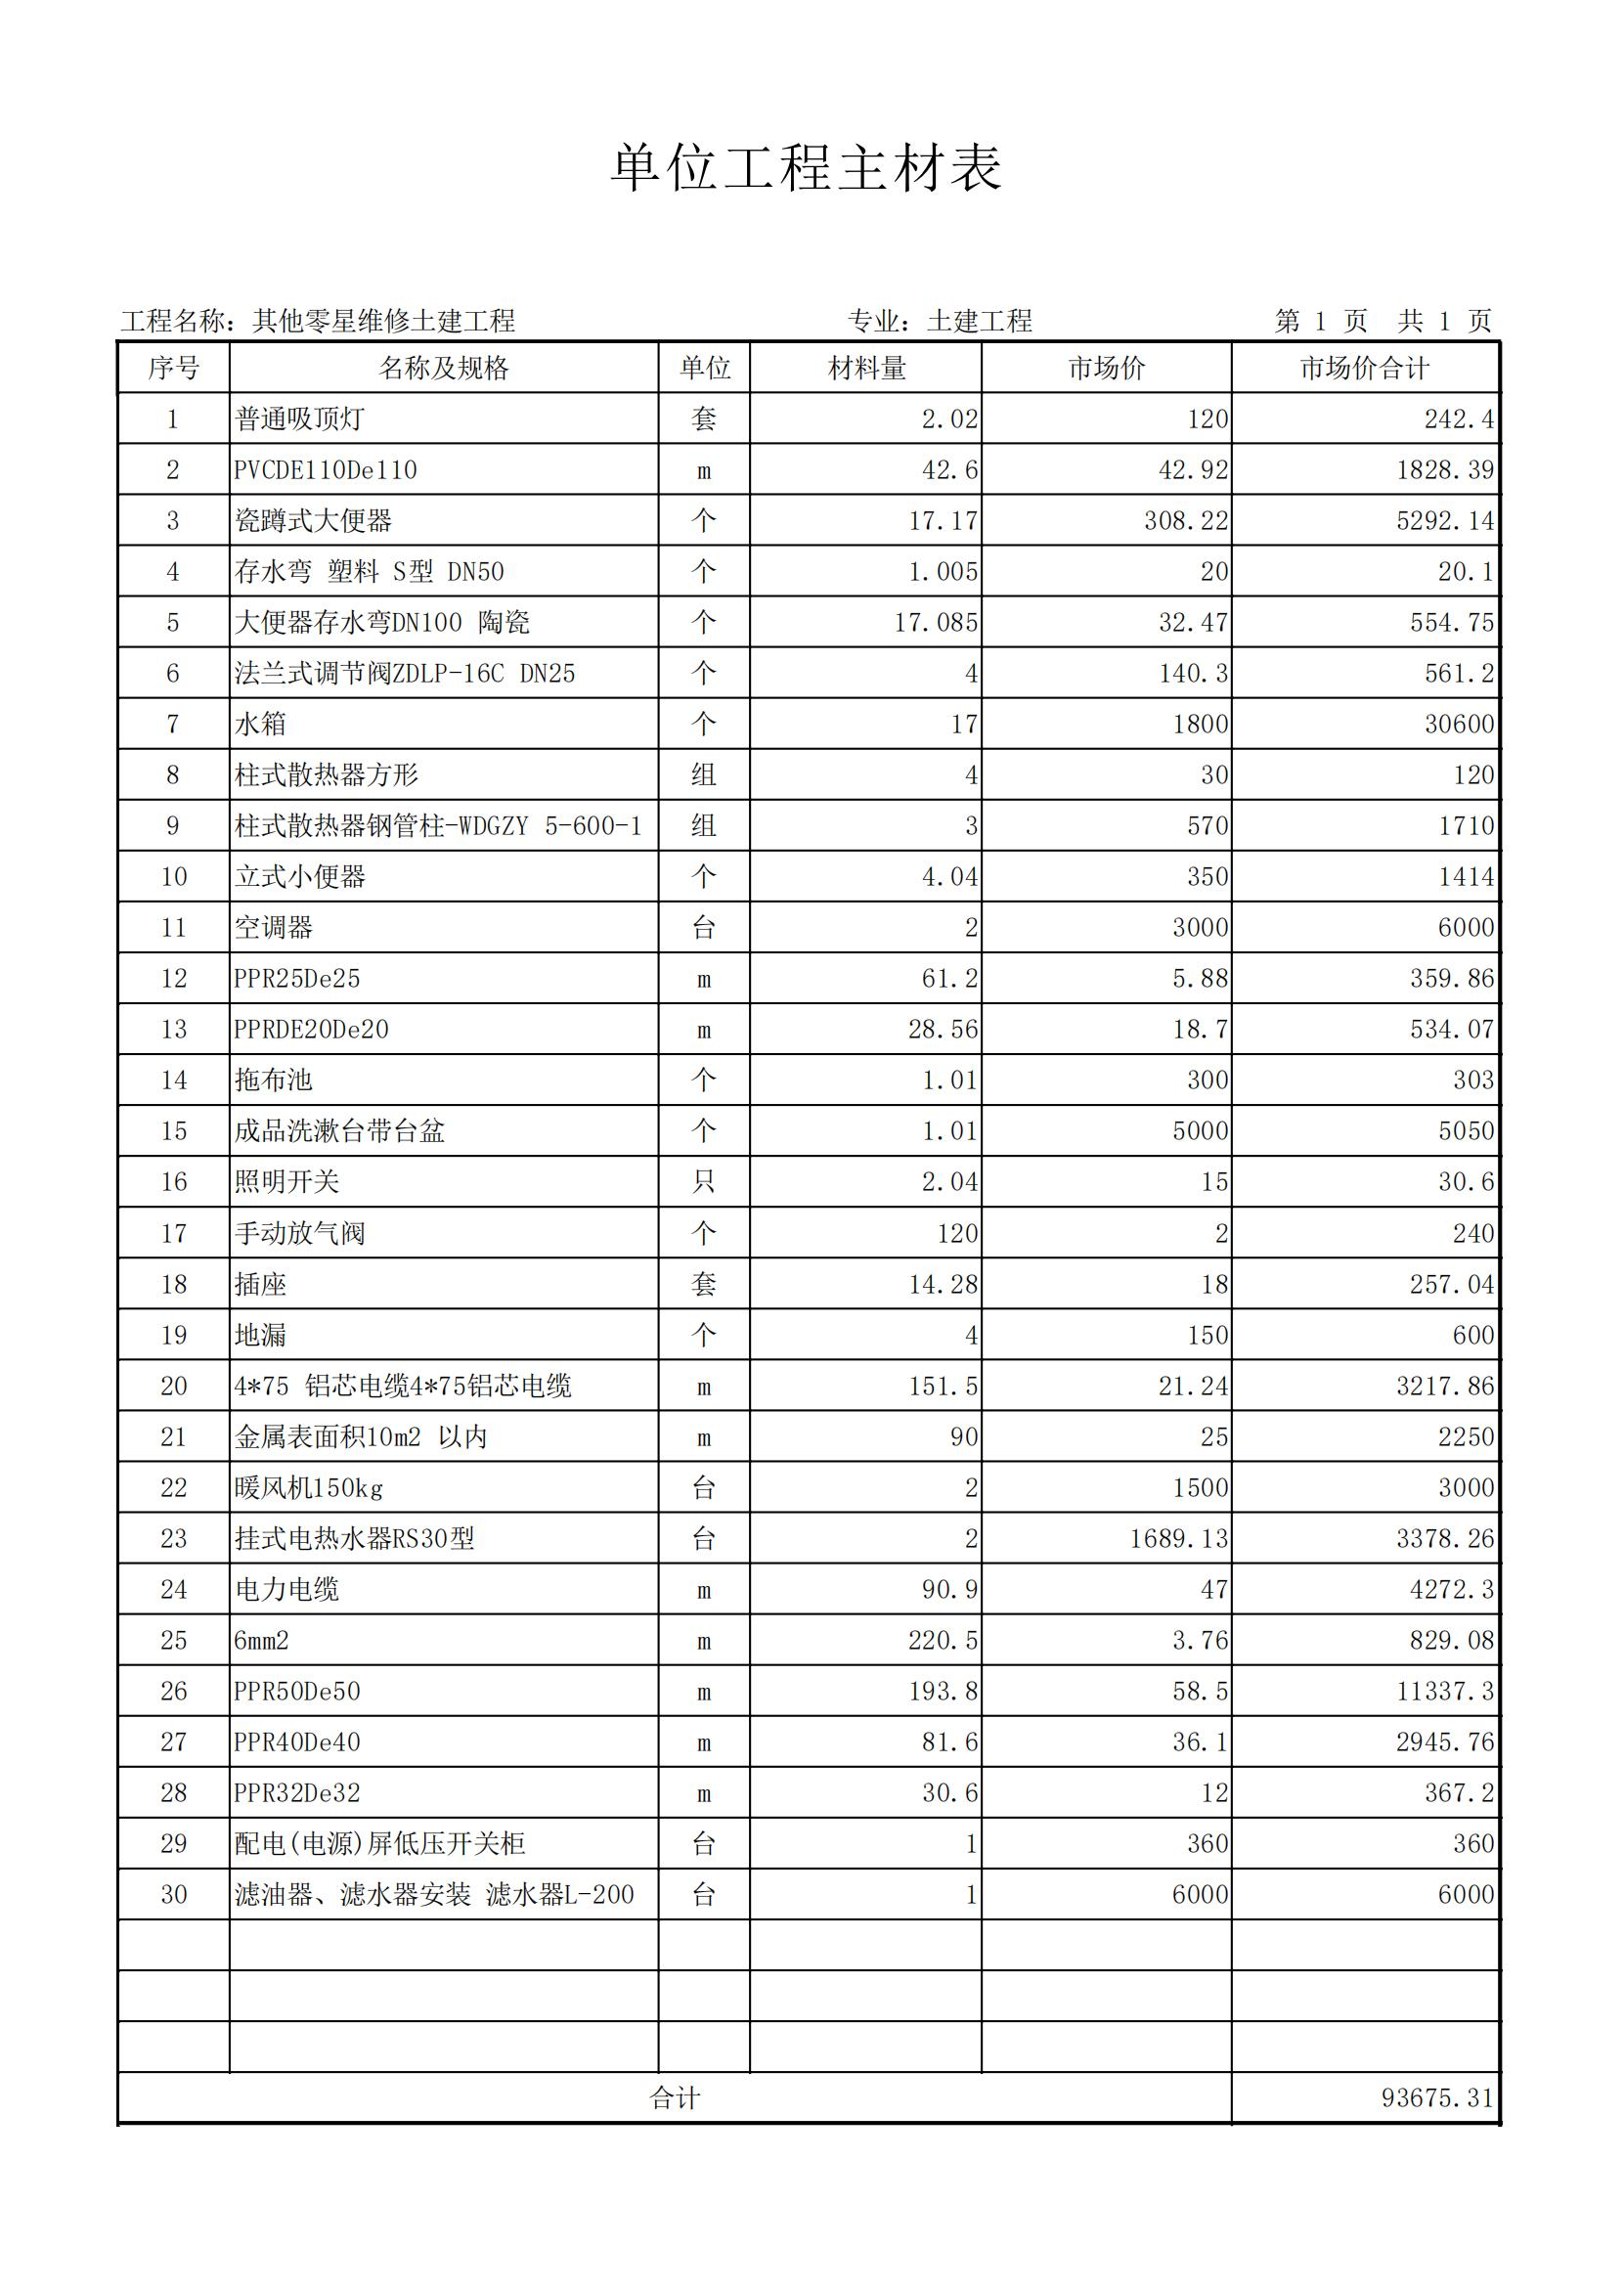 单位工程主材表
工程名称：其他零星维修土建工程 专业：土建工程 第 1 页 共 1 页
序号 名称及规格 单位 材料量 市场价 市场价合计
1 普通吸顶灯 套 2.02 120 242.4
2 PVCDE110De110 m 42.6 42.92 1828.39
3 瓷蹲式大便器 个 17.17 308.22 5292.14
4 存水弯 塑料 S型 DN50 个 1.005 20 20.1
5 大便器存水弯DN100 陶瓷 个 17.085 32.47 554.75
6 法兰式调节阀ZDLP-16C DN25 个 4 140.3 561.2
7 水箱 个 17 1800 30600
8 柱式散热器方形 组 4 30 120
9 柱式散热器钢管柱-WDGZY 5-600-1 组 3 570 1710
10 立式小便器 个 4.04 350 1414
11 空调器 台 2 3000 6000
12 PPR25De25 m 61.2 5.88 359.86
13 PPRDE20De20 m 28.56 18.7 534.07
14 拖布池 个 1.01 300 303
15 成品洗漱台带台盆 个 1.01 5000 5050
16 照明开关 只 2.04 15 30.6
17 手动放气阀 个 120 2 240
18 插座 套 14.28 18 257.04
19 地漏 个 4 150 600
20 4*75 铝芯电缆4*75铝芯电缆 m 151.5 21.24 3217.86
21 金属表面积10m2 以内 m 90 25 2250
22 暖风机150kg 台 2 1500 3000
23 挂式电热水器RS30型 台 2 1689.13 3378.26
24 电力电缆 m 90.9 47 4272.3
25 6mm2 m 220.5 3.76 829.08
26 PPR50De50 m 193.8 58.5 11337.3
27 PPR40De40 m 81.6 36.1 2945.76
28 PPR32De32 m 30.6 12 367.2
29 配电(电源)屏低压开关柜 台 1 360 360
30 滤油器、滤水器安装 滤水器L-200 台 1 6000 6000
合计 93675.31